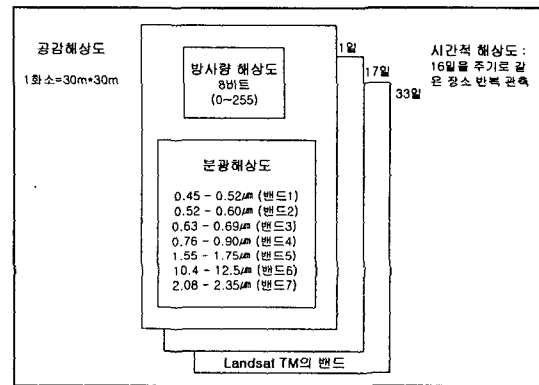 공감해상도
1화소=30m*30m
방사량 해상도
8바트
(0~255)
1일
17일
33일
시간적 해상도 :
16일을 주기로 같
은 장소 반복 관측
분광해상도
0.45 - 0.52㎛ (밴드1)
0.52 - 0.60㎛ (밴드2)
0.63 - 0.69㎛ (밴드3)
0.76 - 0.90㎛ (밴드4)
1.55 - 1.75㎛ (밴드5)
10.4 - 12.5㎛ (밴드6)
2.08 - 2.35㎛ (밴드7)
Landsat TM의 밴드